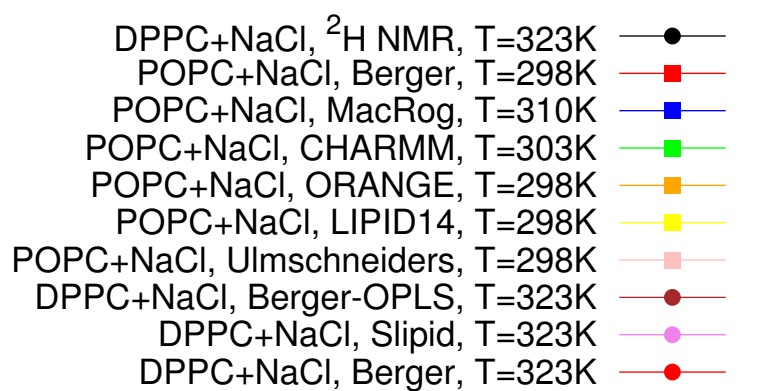 DPPC+NaCl, ²H NMR, T=323K
POPC+NaCl, Berger, T=298K
POPC+NaCl, MacRog, T=310K
POPC+NaCl, CHARMM, T=303K
POPC+NaCl, ORANGE, T=298K
POPC+NaCl, LIPID14, T=298K
POPC+NaCl, Ulmschneiders, T=298K
DPPC+NaCl, Berger-OPLS, T=323K
DPPC+NaCl, Slipid, T=323K
DPPC+NaCl, Berger, T=323K